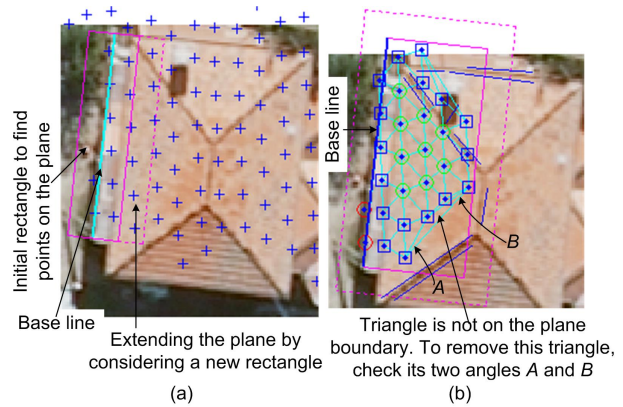 Initial rectangle to find
points on the plane
Base line
Extending the plane by
considering a new rectangle
(a)
Base line
A
B
Triangle is not on the plane
boundary. To remove this triangle,
check its two angles A and B
(b)